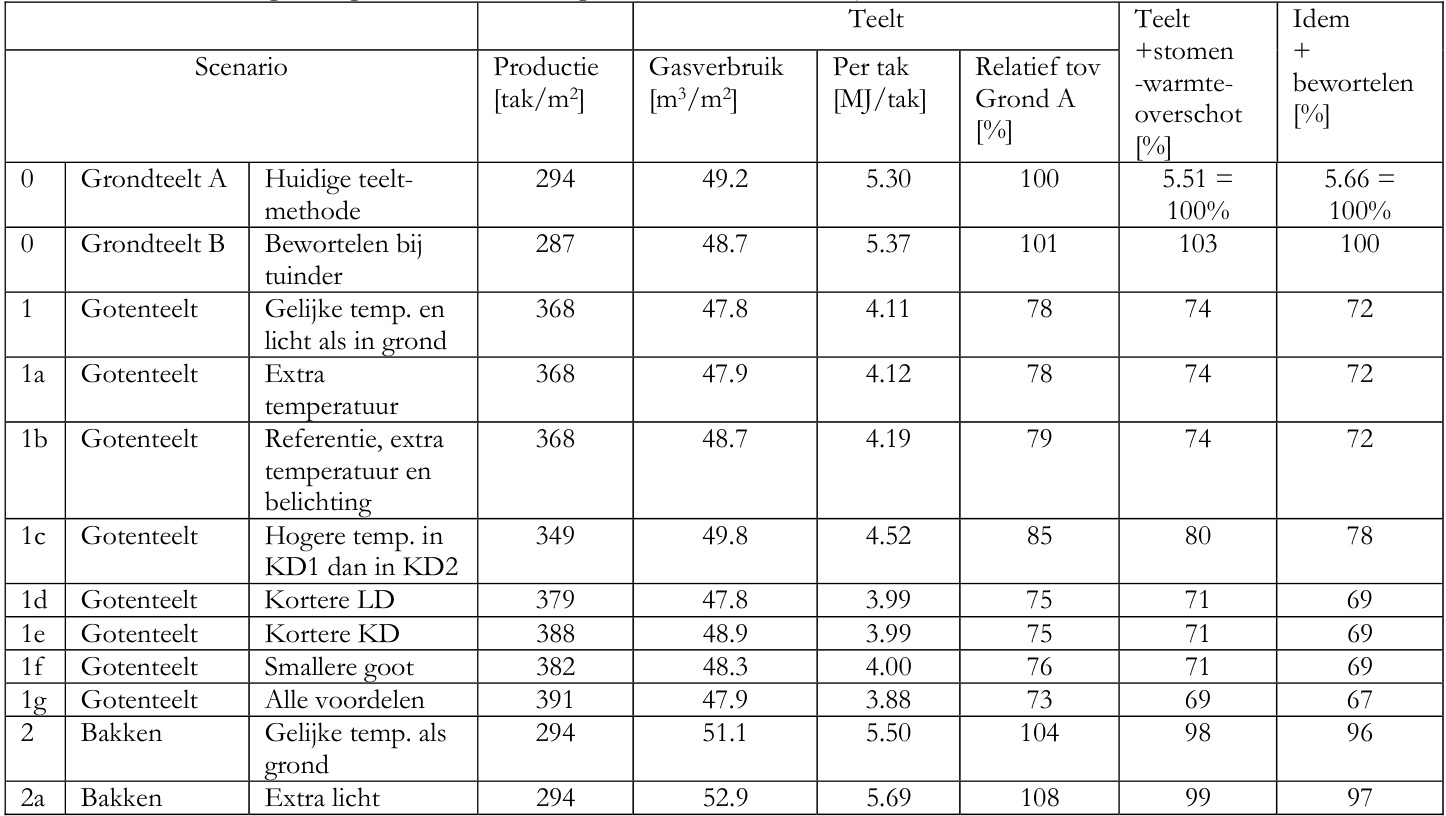 Teelt
Teelt
+stomen
-warmte-
overschot
[%]
Idem
+
bewortelen
[%]
Scenario
Productie
[tak/m²]
Gasverbruik
[m³/m²]
Per tak
[MJ/tak]
Relatief tov
Grond A
[%]
0 Grondteelt A Huidige teelt-
methode 294 49.2 5.30 100 5.51 =
100% 5.66 =
100%
0 Grondteelt B Bewortelen bij
tuinder 287 48.7 5.37 101 103 100
1 Gotenteelt Gelijke temp. en
licht als in grond 368 47.8 4.11 78 74 72
1a Gotenteelt Extra
temperatuur 368 47.9 4.12 78 74 72
1b Gotenteelt Referentie, extra
temperatuur en
belichting 368 48.7 4.19 79 74 72
1c Gotenteelt Hogere temp. in
KD1 dan in KD2 349 49.8 4.52 85 80 78
1d Gotenteelt Kortere LD 379 47.8 3.99 75 71 69
1e Gotenteelt Kortere KD 388 48.9 3.99 75 71 69
1f Gotenteelt Smallere goot 382 48.3 4.00 76 71 69
1g Gotenteelt Alle voordelen 391 47.9 3.88 73 69 67
2 Bakken Gelijke temp. als
grond 294 51.1 5.50 104 98 96
2a Bakken Extra licht 294 52.9 5.69 108 99 97